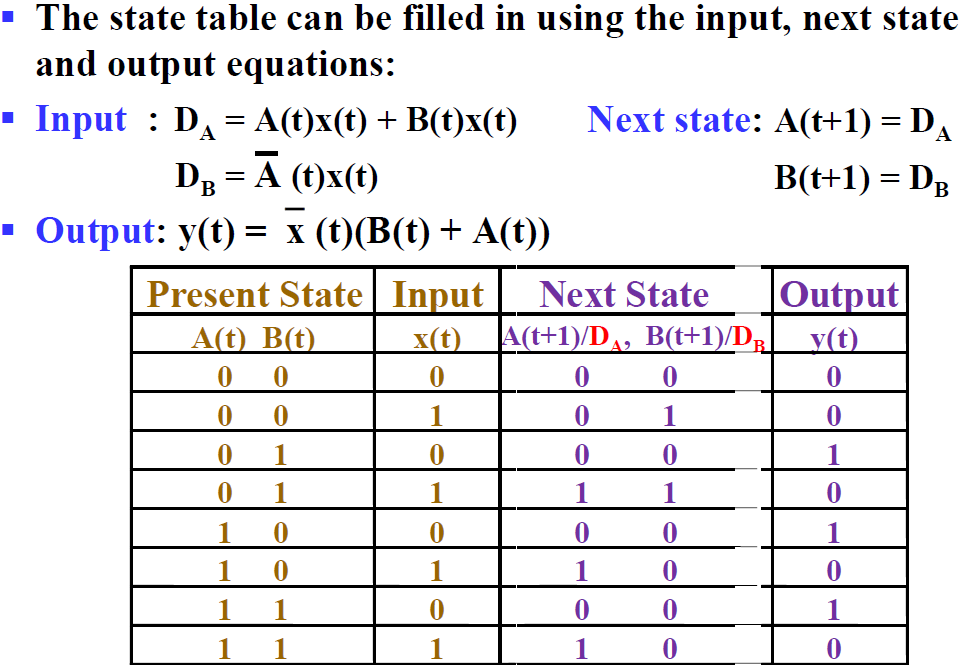 ▪ The state table can be filled in using the input, next state
and output equations:
▪ Input : D_A = A(t)x(t) + B(t)x(t) Next state: A(t+1) = D_A
D_B = A̅ (t)x(t) B(t+1) = D_B
▪ Output: y(t) = x̅ (t)(B(t) + A(t))
Present State Input Next State Output
A(t) B(t) x(t) A(t+1)/D_A, B(t+1)/D_B y(t)
0 0 0 0 0 0
0 0 1 0 1 0
0 1 0 0 0 1
0 1 1 1 1 0
1 0 0 0 0 1
1 0 1 1 0 0
1 1 0 0 0 1
1 1 1 1 0 0